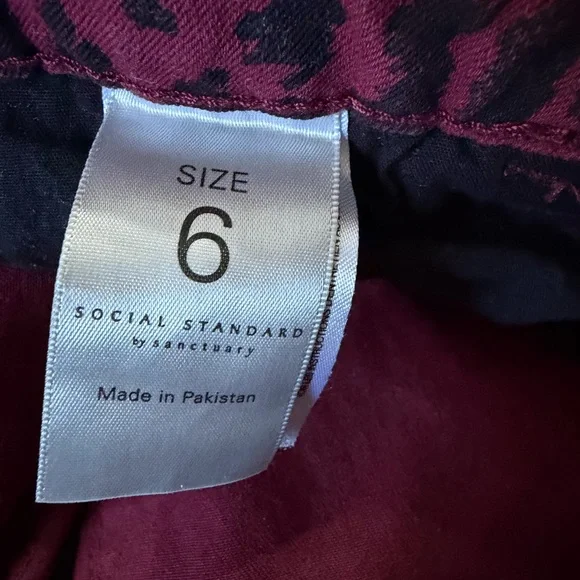 SIZE
6
SOCIAL STANDARD
by sanctuary
Made in Pakistan